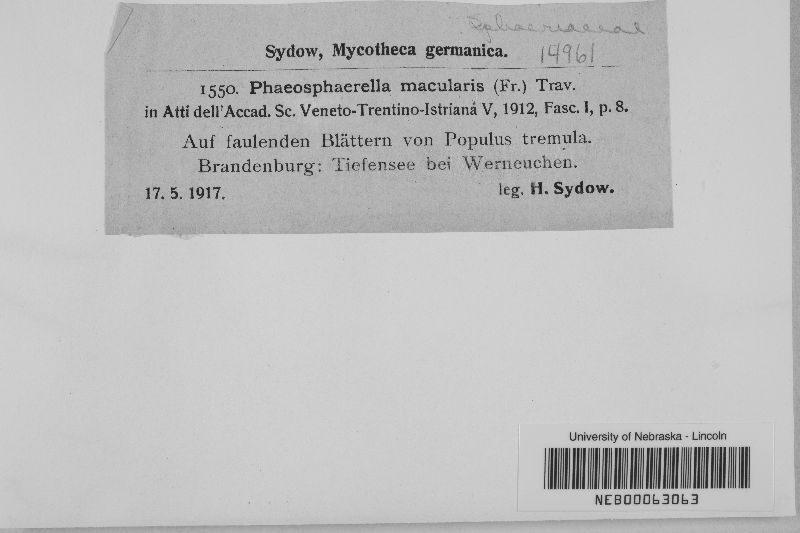 Sphaeriaceae
Sydow, Mycotheca germanica. 14961
1550. Phaeosphaerella macularis (Fr.) Trav.
in Atti dell'Accad. Sc. Veneto-Trentino-Istriana V, 1912, Fasc. I, p. 8.
Auf faulenden Blättern von Populus tremula.
Brandenburg: Tiefensee bei Werneuchen.
17. 5. 1917. leg. H. Sydow.
University of Nebraska - Lincoln
NEB00063063